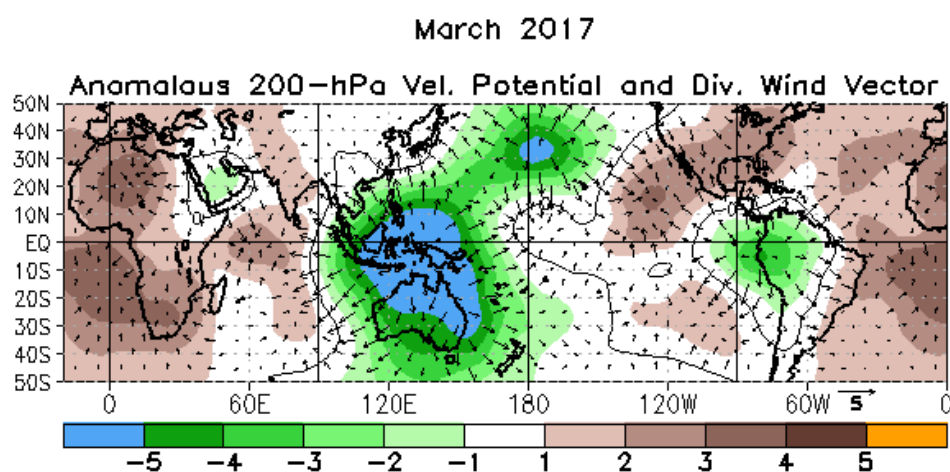 March 2017
Anomalous 200-hPa Vel. Potential and Div. Wind Vector
50N
40N
30N
20N
10N
EQ
10S
20S
30S
40S
50S
0 60E 120E 180 120W 60W 0
5
-5 -4 -3 -2 -1 1 2 3 4 5